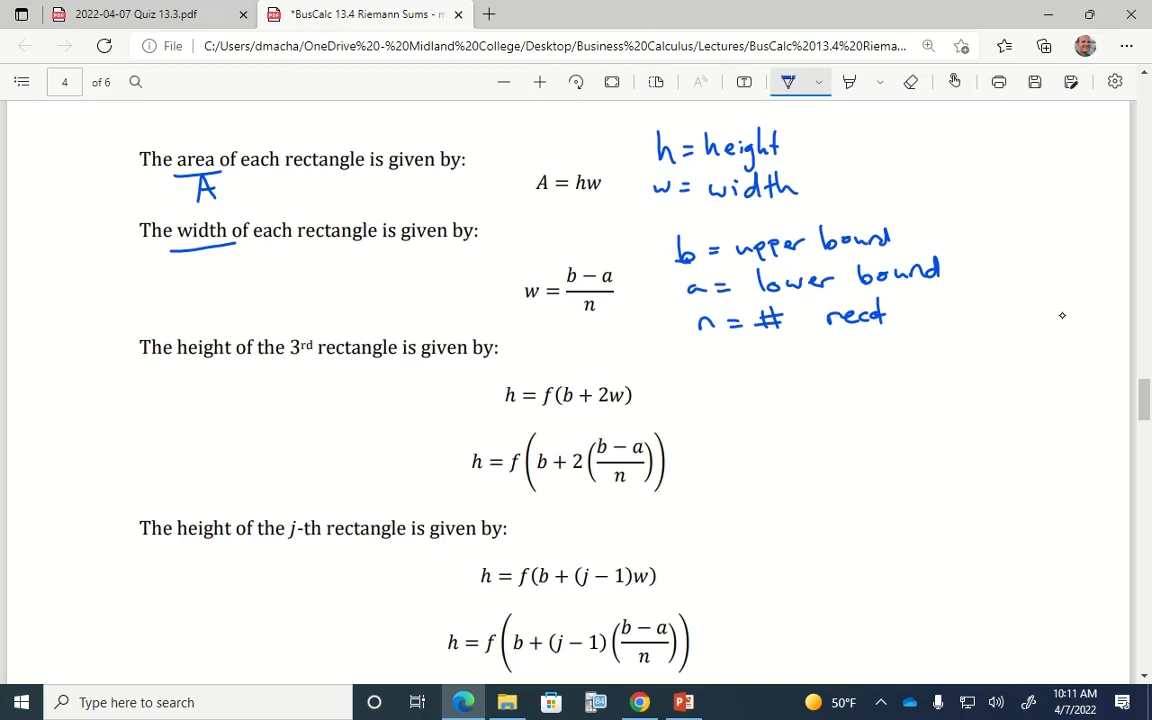 2022-04-07 Quiz 13.3.pdf
*BusCalc 13.4 Riemann Sums - m
File
C:/Users/dmacha/OneDrive%20-%20Midland%20College/Desktop/Business%20Calculus/Lectures/BusCalc%2013.4%20Riema...
4 of 6
The area of each rectangle is given by:
A
A = hw
h = height
w = width
The width of each rectangle is given by:
w = (b − a)/n
b = upper bound
a = lower bound
n = # rect
The height of the 3rd rectangle is given by:
h = f(b + 2w)
h = f(b + 2((b − a)/n))
The height of the j-th rectangle is given by:
h = f(b + (j − 1)w)
h = f(b + (j − 1)((b − a)/n))
Type here to search
50°F
10:11 AM
4/7/2022